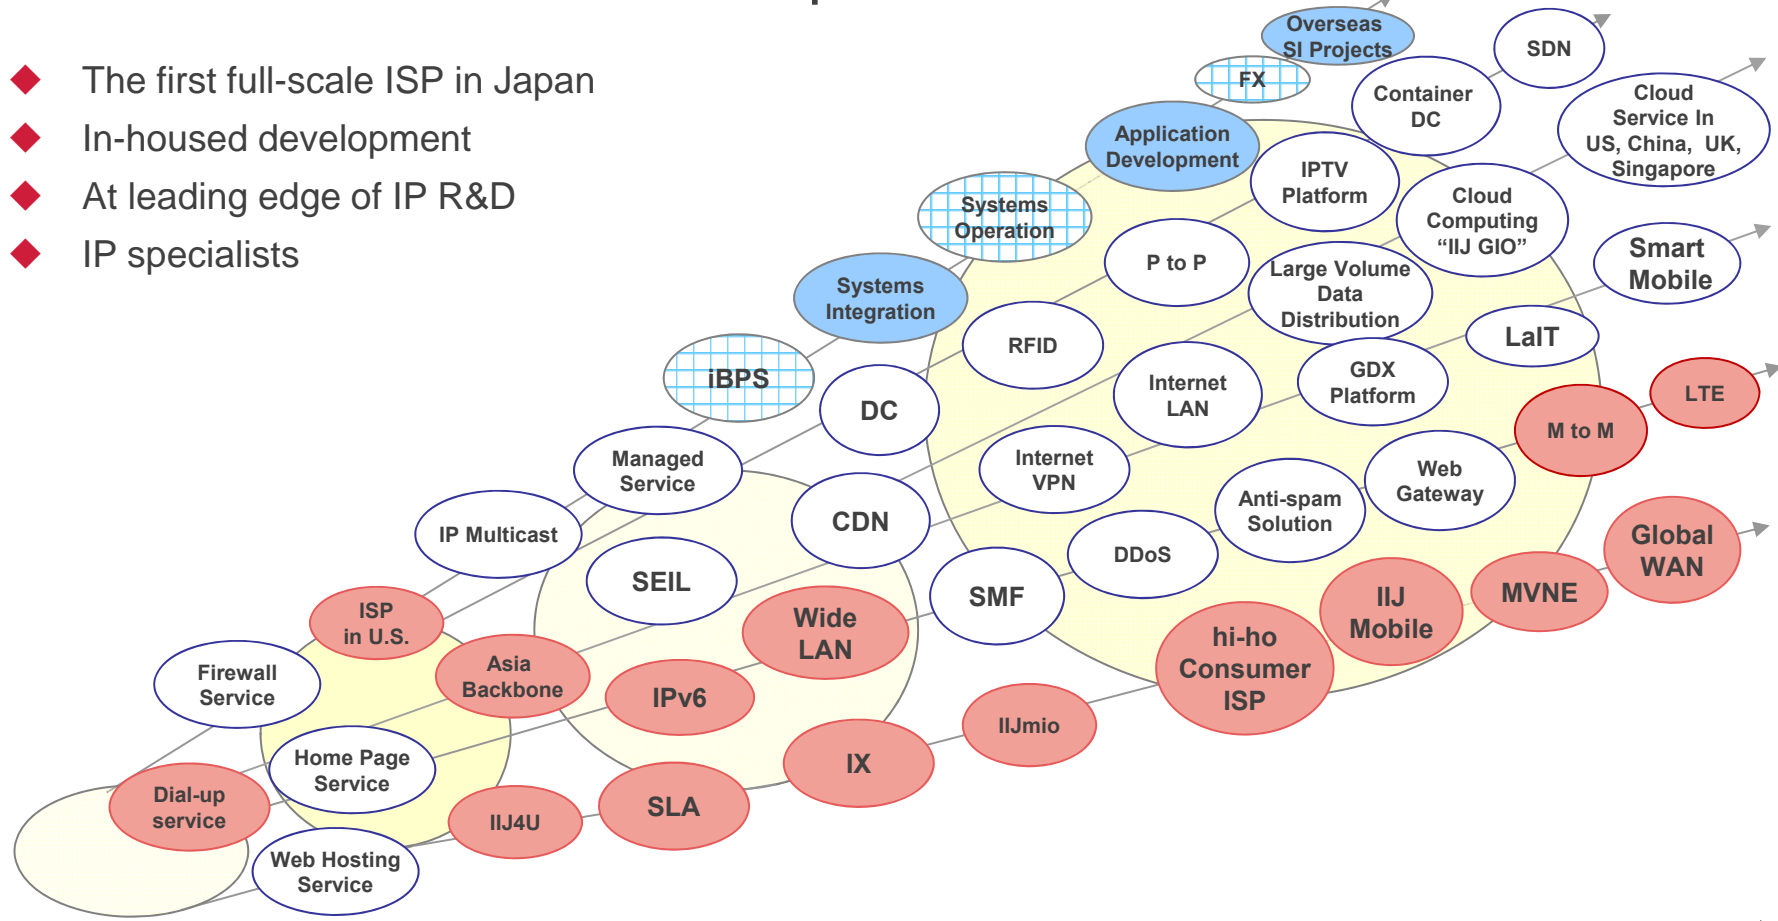 The first full-scale ISP in Japan
In-housed development
At leading edge of IP R&D
IP specialists
Overseas
SI Projects
SDN
FX
Container
DC
Cloud
Service In
US, China, UK,
Singapore
Application
Development
IPTV
Platform
Cloud
Computing
“IIJ GIO”
Systems
Operation
P to P
Large Volume
Data
Distribution
Smart
Mobile
Systems
Integration
RFID
LaIT
iBPS
DC
Internet
LAN
GDX
Platform
LTE
M to M
Managed
Service
Internet
VPN
Web
Gateway
Anti-spam
Solution
IP Multicast
CDN
DDoS
Global
WAN
SEIL
SMF
IIJ
Mobile
MVNE
ISP
in U.S.
Wide
LAN
hi-ho
Consumer
ISP
Firewall
Service
Asia
Backbone
IPv6
IIJmio
Home Page
Service
IX
Dial-up
service
IIJ4U
SLA
Web Hosting
Service